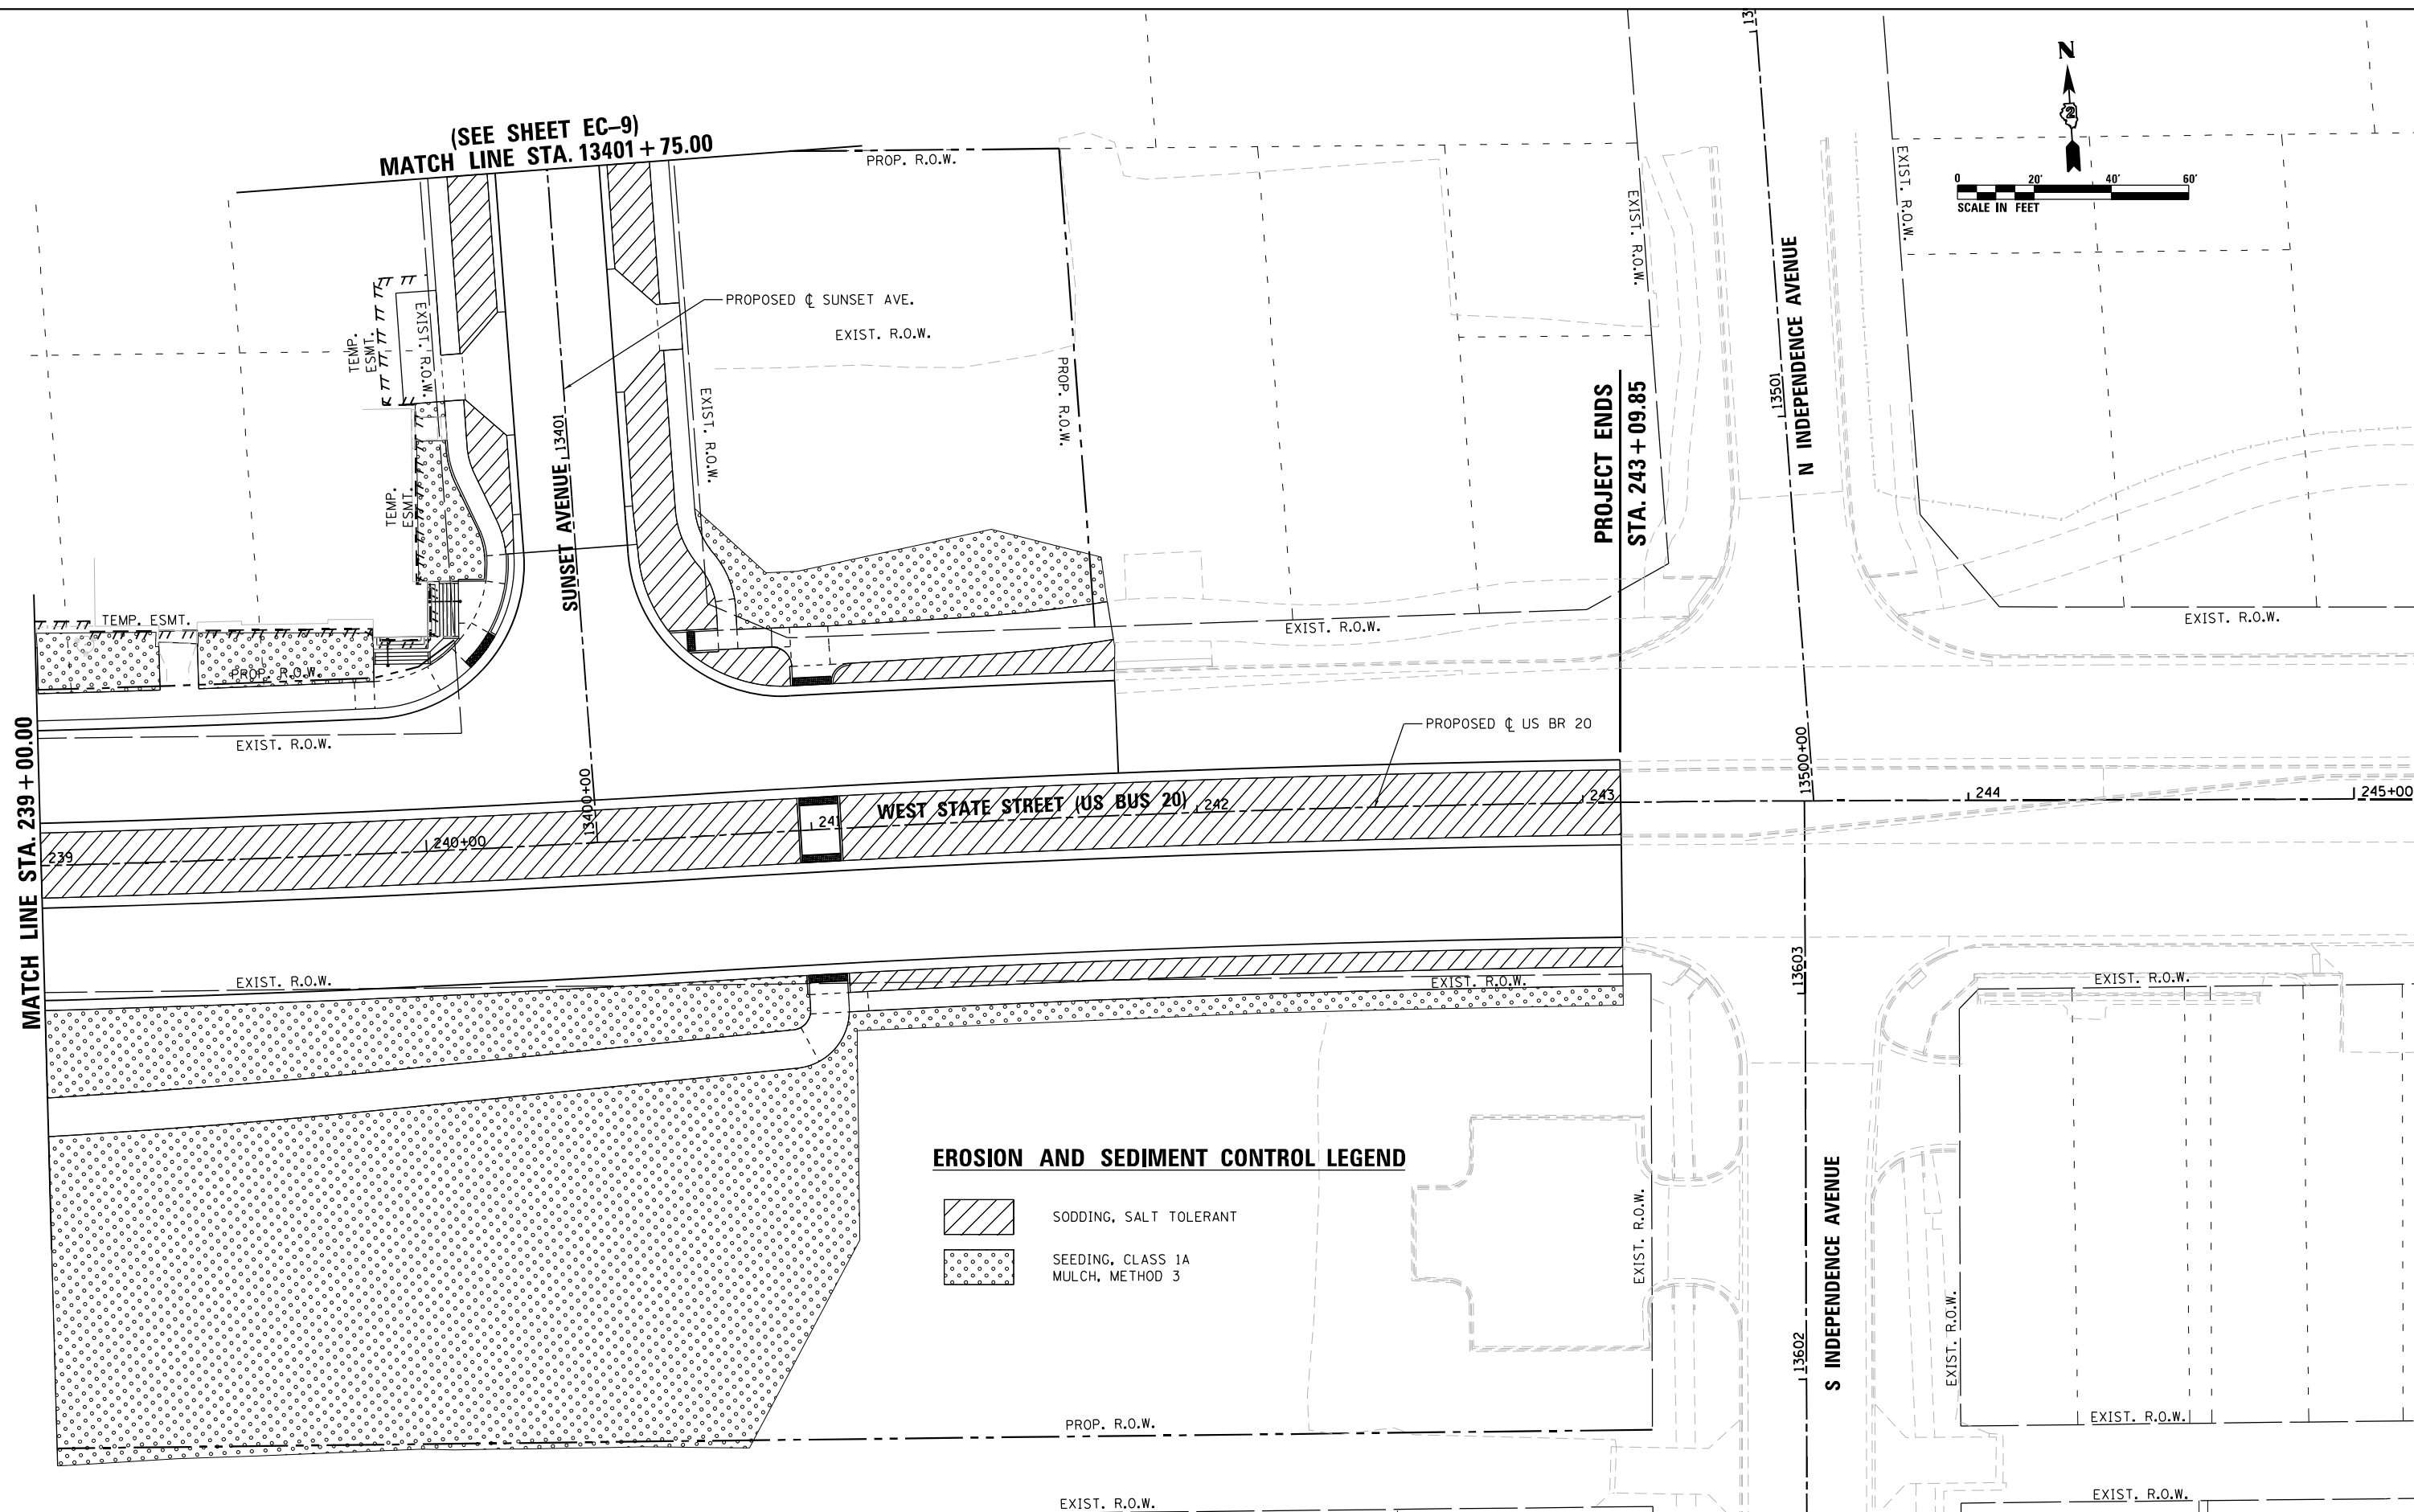 (SEE SHEET EC-9)
MATCH LINE STA. 13401+75.00
PROP. R.O.W.
N
2
0 20' 40' 60'
SCALE IN FEET
EXIST. R.O.W.
EXIST. R.O.W.
N INDEPENDENCE AVENUE
13501
PROPOSED ℄ SUNSET AVE.
EXIST. R.O.W.
TEMP.
ESMT.
EXIST. R.O.W.
EXIST. R.O.W.
PROP. R.O.W.
PROJECT ENDS
STA. 243+09.85
SUNSET AVENUE
13401
TEMP.
ESMT.
TEMP. ESMT.
PROP. R.O.W.
EXIST. R.O.W.
EXIST. R.O.W.
EXIST. R.O.W.
MATCH LINE STA. 239+00.00
PROPOSED ℄ US BR 20
13400+00
13500+00
WEST STATE STREET (US BUS 20)
239
240+00
241
242
243
244
245+00
EXIST. R.O.W.
EXIST. R.O.W.
EXIST. R.O.W.
13603
EROSION AND SEDIMENT CONTROL LEGEND
SODDING, SALT TOLERANT
SEEDING, CLASS 1A
MULCH, METHOD 3
EXIST. R.O.W.
S INDEPENDENCE AVENUE
13602
EXIST. R.O.W.
PROP. R.O.W.
EXIST. R.O.W.
EXIST. R.O.W.
EXIST. R.O.W.